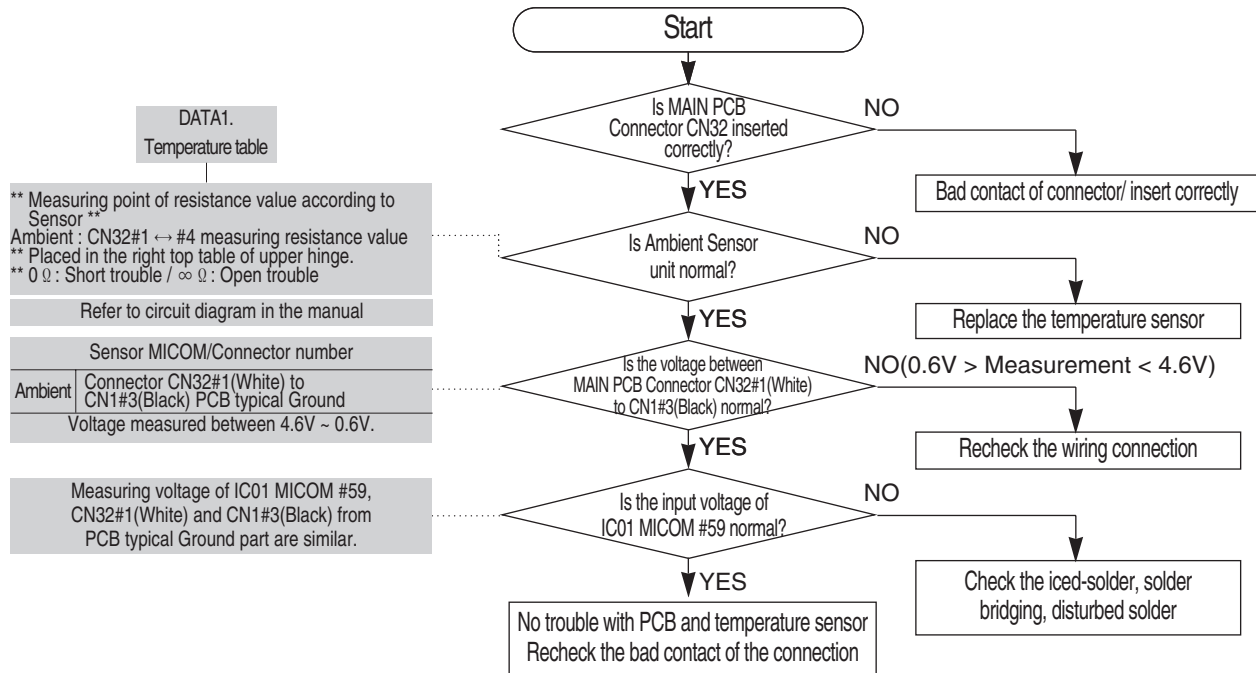 Start
Is MAIN PCB
Connector CN32 inserted
correctly?
NO
Bad contact of connector/ insert correctly
YES
DATA1.
Temperature table
** Measuring point of resistance value according to
Sensor **
Ambient : CN32#1 ↔ #4 measuring resistance value
** Placed in the right top table of upper hinge.
** 0 Ω : Short trouble / ∞ Ω : Open trouble
Refer to circuit diagram in the manual
Is Ambient Sensor
unit normal?
NO
Replace the temperature sensor
YES
Sensor MICOM/Connector number
Ambient
Connector CN32#1(White) to
CN1#3(Black) PCB typical Ground
Voltage measured between 4.6V ~ 0.6V.
Is the voltage between
MAIN PCB Connector CN32#1(White)
to CN1#3(Black) normal?
NO(0.6V > Measurement < 4.6V)
Recheck the wiring connection
YES
Measuring voltage of IC01 MICOM #59,
CN32#1(White) and CN1#3(Black) from
PCB typical Ground part are similar.
Is the input voltage of
IC01 MICOM #59 normal?
NO
Check the iced-solder, solder
bridging, disturbed solder
YES
No trouble with PCB and temperature sensor
Recheck the bad contact of the connection